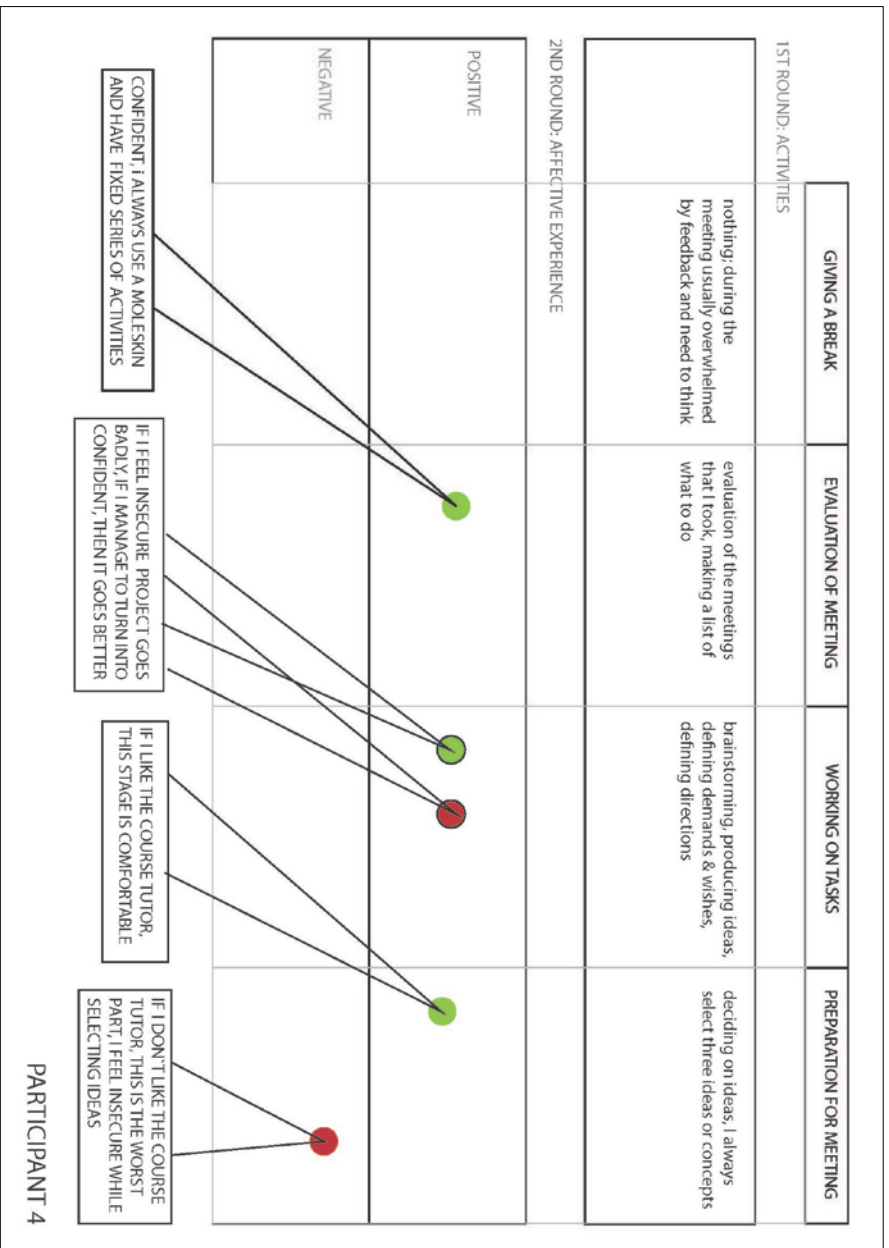 1ST ROUND: ACTIVITIES
GIVING A BREAK
EVALUATION OF MEETING
WORKING ON TASKS
PREPARATION FOR MEETING
nothing; during the
meeting usually overwhelmed
by feedback and need to think
evaluation of the meetings
that I took, making a list of
what to do
brainstorming, producing ideas,
defining demands & wishes,
defining directions
deciding on ideas, I always
select three ideas or concepts
2ND ROUND: AFFECTIVE EXPERIENCE
POSITIVE
NEGATIVE
CONFIDENT, i ALWAYS USE A MOLESKIN
AND HAVE FIXED SERIES OF ACTIVITIES
IF I FEEL INSECURE PROJECT GOES
BADLY, IF I MANAGE TO TURN INTO
CONFIDENT, THEN IT GOES BETTER
IF I LIKE THE COURSE TUTOR,
THIS STAGE IS COMFORTABLE
IF I DON'T LIKE THE COURSE
TUTOR, THIS IS THE WORST
PART, I FEEL INSECURE WHILE
SELECTING IDEAS
PARTICIPANT 4